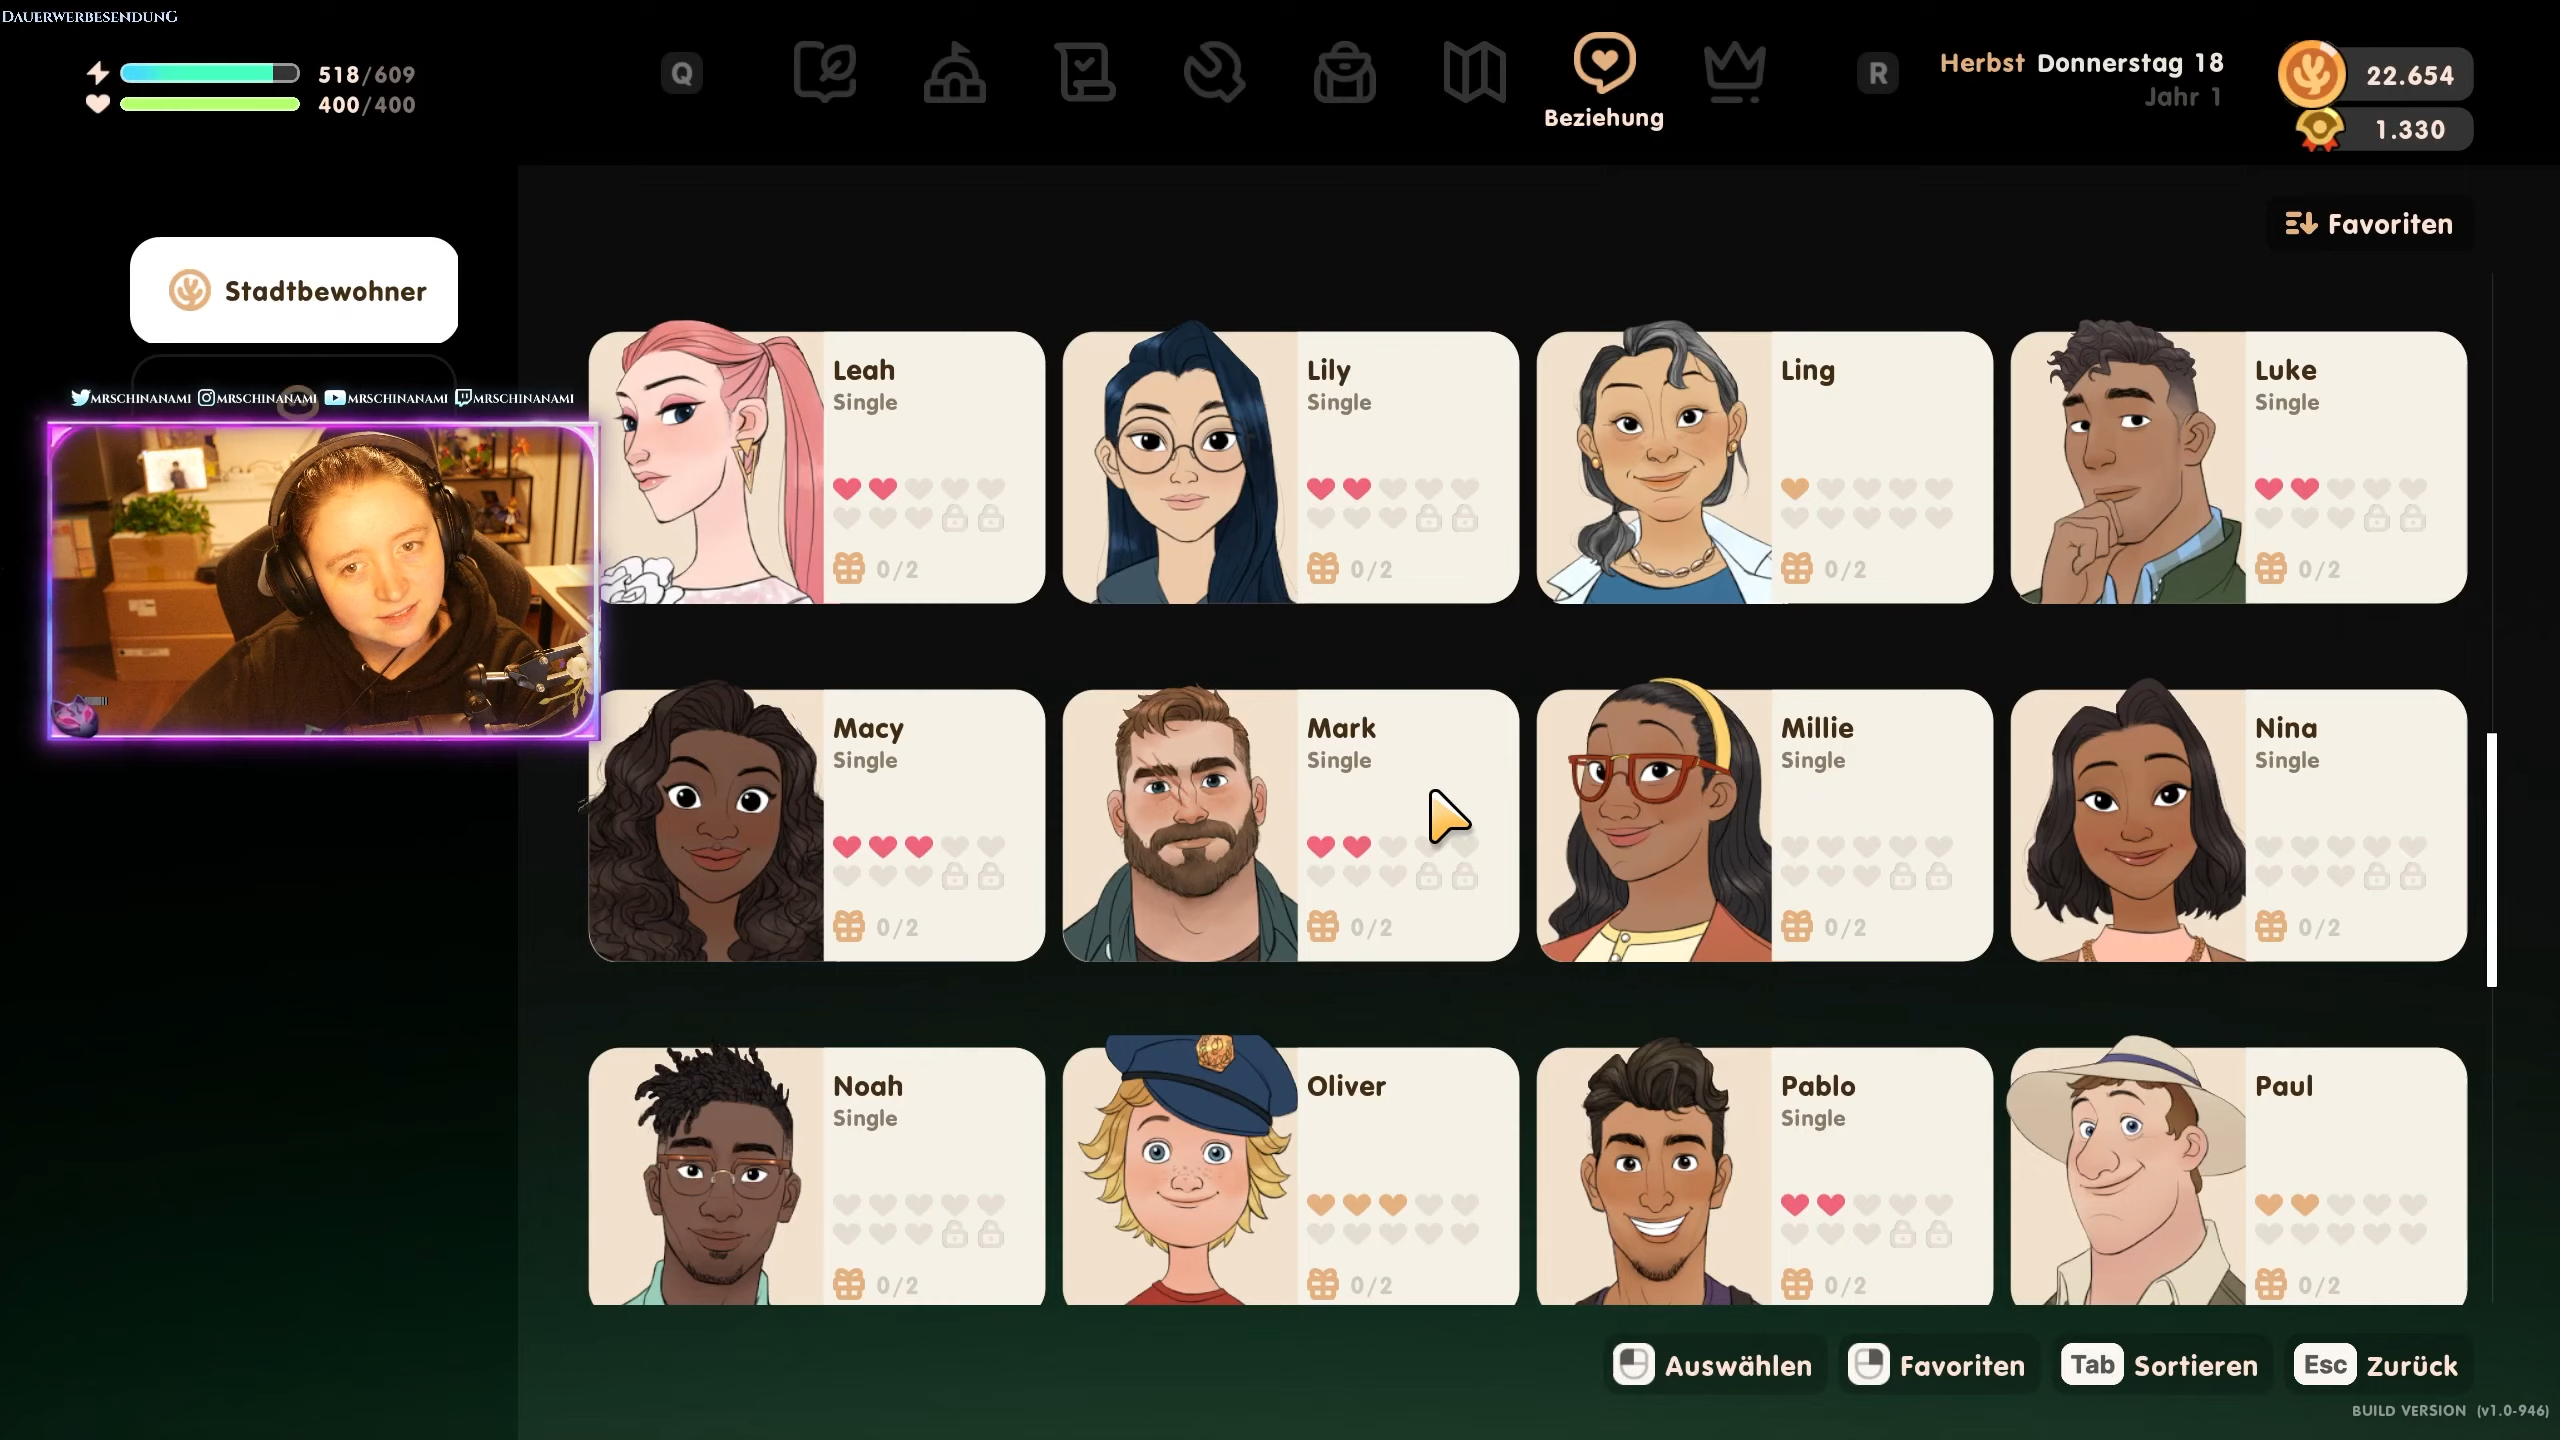 DAUERWERBESENDUNG
518/609
400/400
Q
Beziehung
R
Herbst Donnerstag 18
Jahr 1
22.654
1.330
Favoriten
Stadtbewohner
MRSCHINANAMI MRSCHINANAMI MRSCHINANAMI MRSCHINANAMI
Leah
Single
0/2
Lily
Single
0/2
Ling
0/2
Luke
Single
0/2
Macy
Single
0/2
Mark
Single
0/2
Millie
Single
0/2
Nina
Single
0/2
Noah
Single
0/2
Oliver
0/2
Pablo
Single
0/2
Paul
0/2
Auswählen
Favoriten
Tab Sortieren
Esc Zurück
BUILD VERSION (v1.0-946)